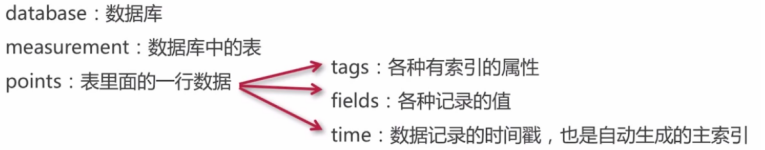 database：数据库
measurement：数据库中的表
points：表里面的一行数据
tags：各种有索引的属性
fields：各种记录的值
time：数据记录的时间戳，也是自动生成的主索引